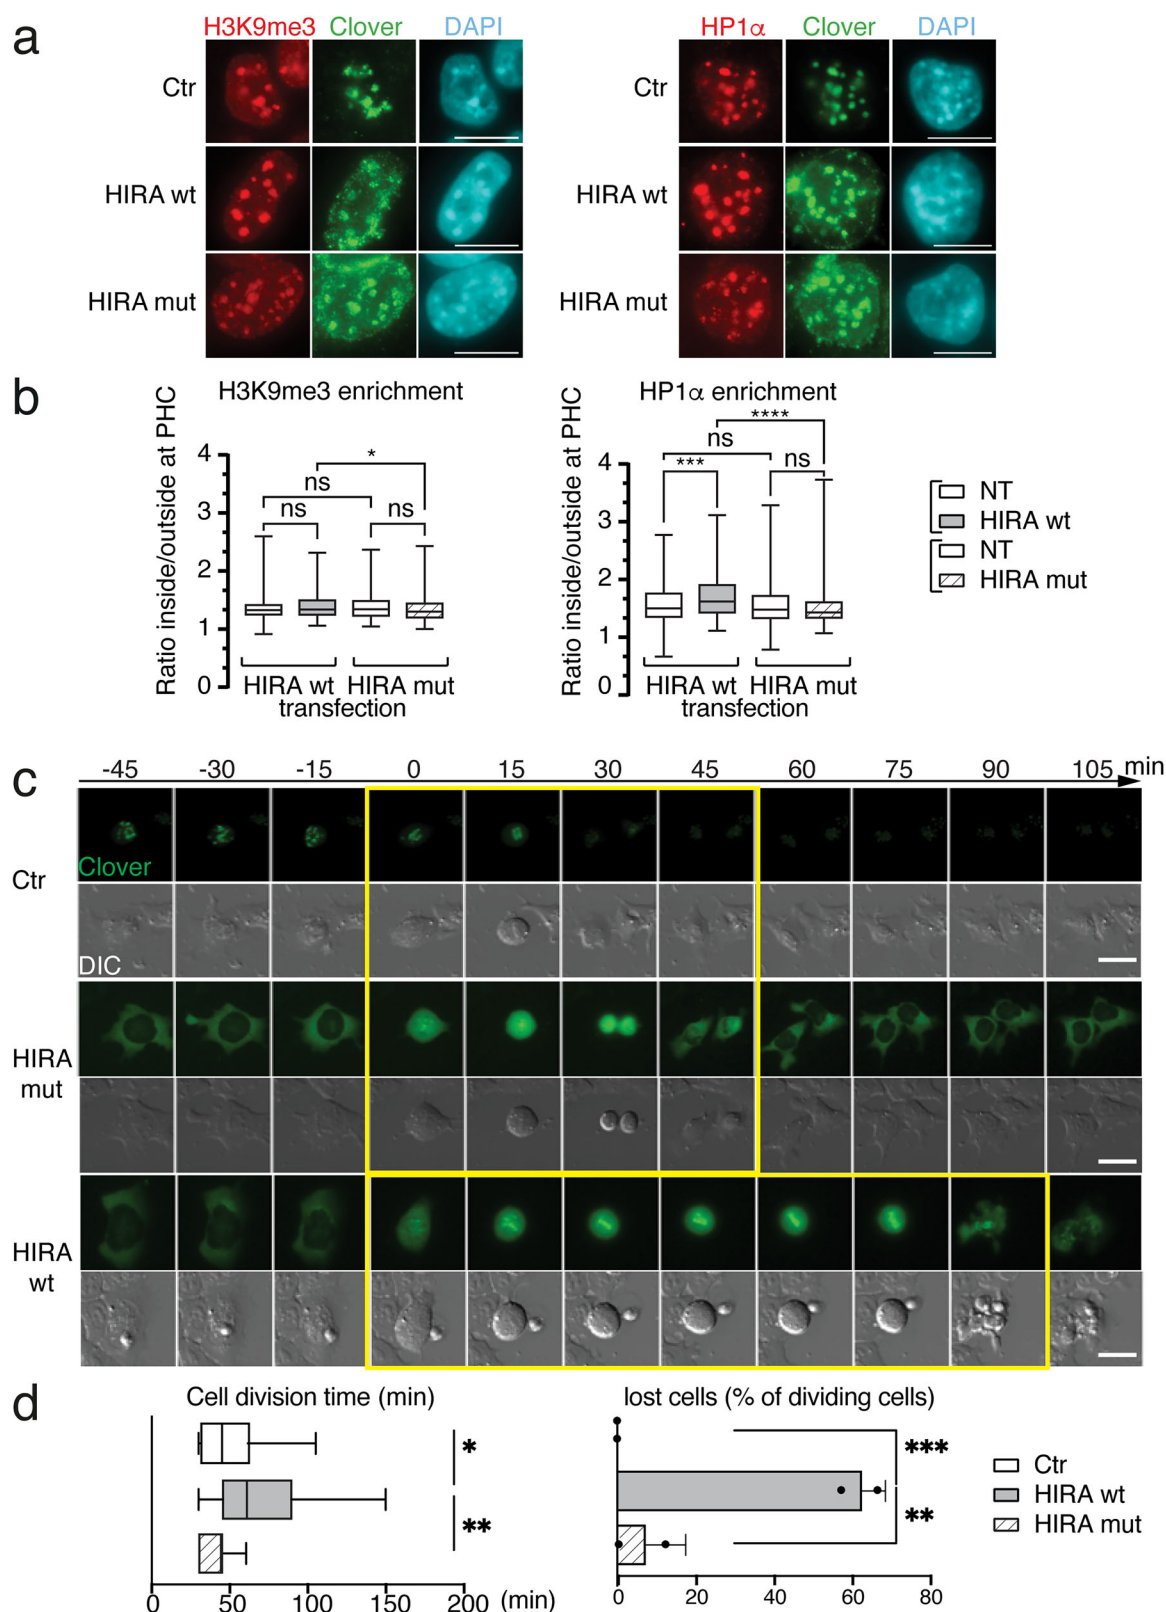 a
H3K9me3 Clover DAPI
HP1α Clover DAPI
Ctr
Ctr
HIRA wt
HIRA wt
HIRA mut
HIRA mut
b
H3K9me3 enrichment
Ratio inside/outside at PHC
4
3
2
1
0
*
ns
ns
ns
HIRA wt HIRA mut
transfection
HP1α enrichment
Ratio inside/outside at PHC
4
3
2
1
0
****
ns
***
ns
HIRA wt HIRA mut
transfection
NT
HIRA wt
NT
HIRA mut
c
-45 -30 -15 0 15 30 45 60 75 90 105 min
Ctr
Clover
DIC
HIRA
mut
HIRA
wt
d
Cell division time (min)
*
**
0 50 100 150 200 (min)
lost cells (% of dividing cells)
***
**
0 20 40 60 80
Ctr
HIRA wt
HIRA mut